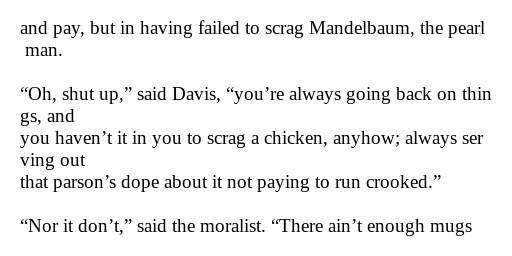 and pay, but in having failed to scrag Mandelbaum, the pearl
man.
“Oh, shut up,” said Davis, “you’re always going back on thin
gs, and
you haven’t it in you to scrag a chicken, anyhow; always ser
ving out
that parson’s dope about it not paying to run crooked.”
“Nor it don’t,” said the moralist. “There ain’t enough mugs